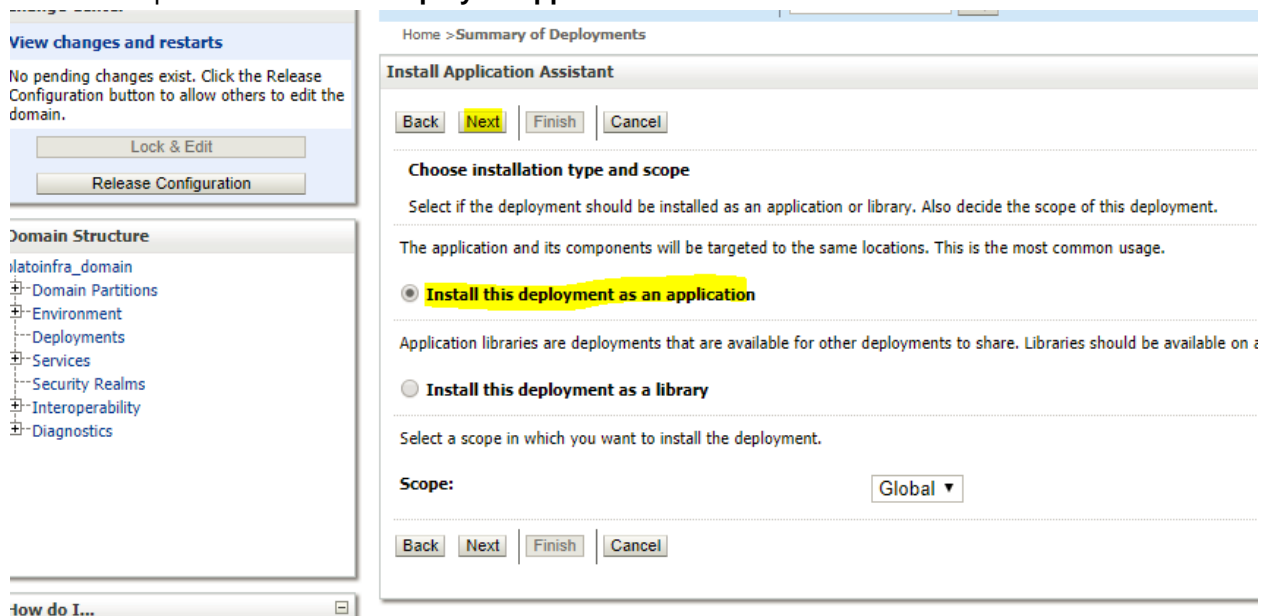 View changes and restarts
No pending changes exist. Click the Release
Configuration button to allow others to edit the
domain.
Lock & Edit
Release Configuration
Domain Structure
platoinfra_domain
Domain Partitions
Environment
Deployments
Services
Security Realms
Interoperability
Diagnostics
How do I...
Home >Summary of Deployments
Install Application Assistant
Back Next Finish Cancel
Choose installation type and scope
Select if the deployment should be installed as an application or library. Also decide the scope of this deployment.
The application and its components will be targeted to the same locations. This is the most common usage.
Install this deployment as an application
Application libraries are deployments that are available for other deployments to share. Libraries should be available on
Install this deployment as a library
Select a scope in which you want to install the deployment.
Scope:
Global
Back Next Finish Cancel